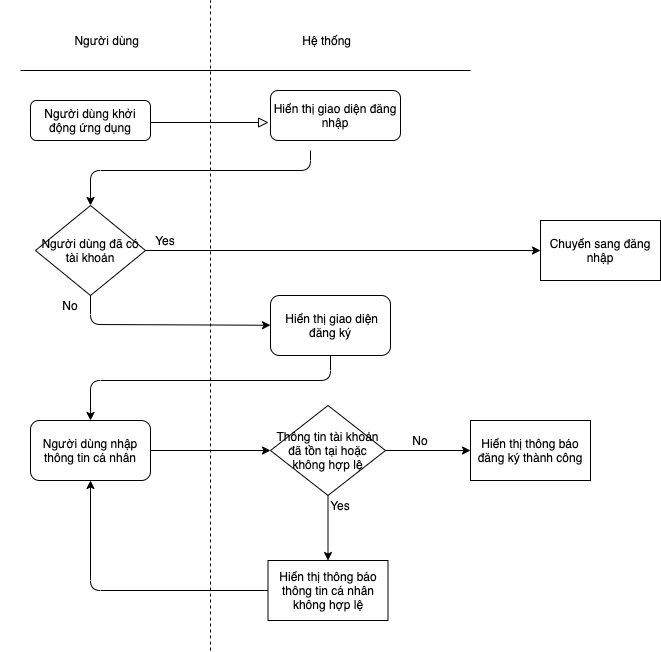 Người dùng
Hệ thống
Người dùng khởi
động ứng dụng
Hiển thị giao diện đăng
nhập
Người dùng đã có
tài khoản
Yes
Chuyển sang đăng
nhập
No
Hiển thị giao diện
đăng ký
Người dùng nhập
thông tin cá nhân
Thông tin tài khoản
đã tồn tại hoặc
không hợp lệ
No
Hiển thị thông báo
đăng ký thành công
Yes
Hiển thị thông báo
thông tin cá nhân
không hợp lệ